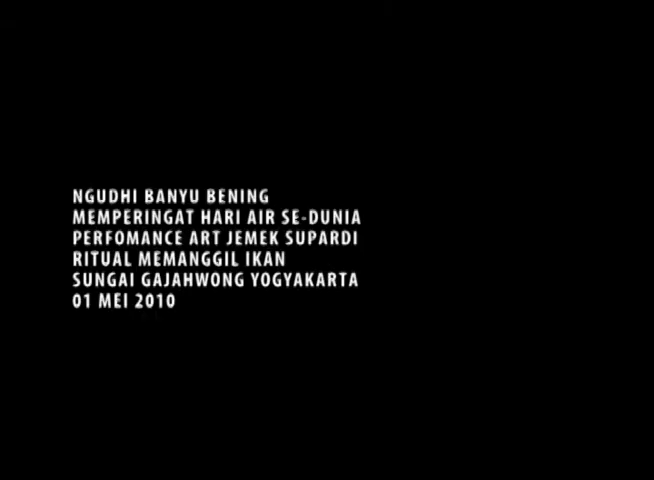 NGUDHI BANYU BENING
MEMPERINGAT HARI AIR SE-DUNIA
PERFOMANCE ART JEMEK SUPARDI
RITUAL MEMANGGIL IKAN
SUNGAI GAJAHWONG YOGYAKARTA
01 MEI 2010